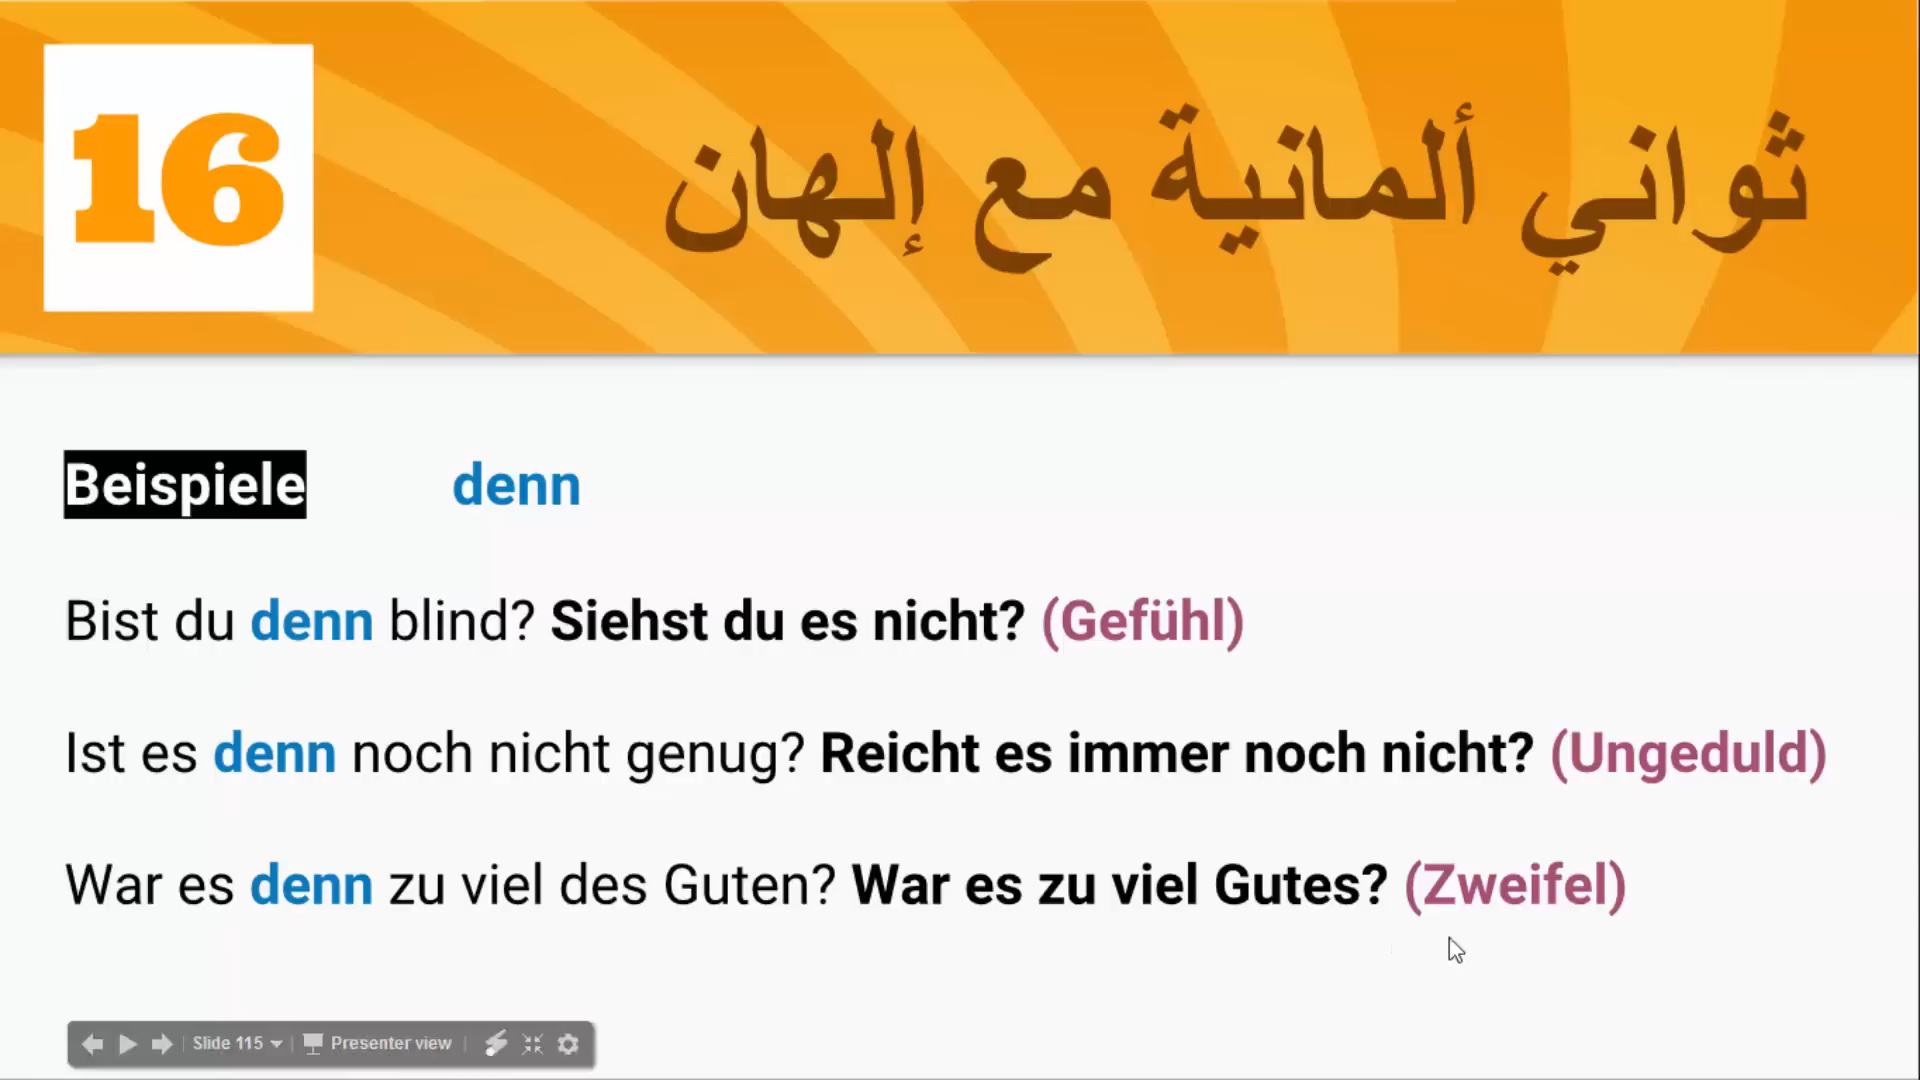 16
ثواني ألمانية مع إلهان
Beispiele denn
Bist du denn blind? Siehst du es nicht? (Gefühl)
Ist es denn noch nicht genug? Reicht es immer noch nicht? (Ungeduld)
War es denn zu viel des Guten? War es zu viel Gutes? (Zweifel)
Slide 115 Presenter view